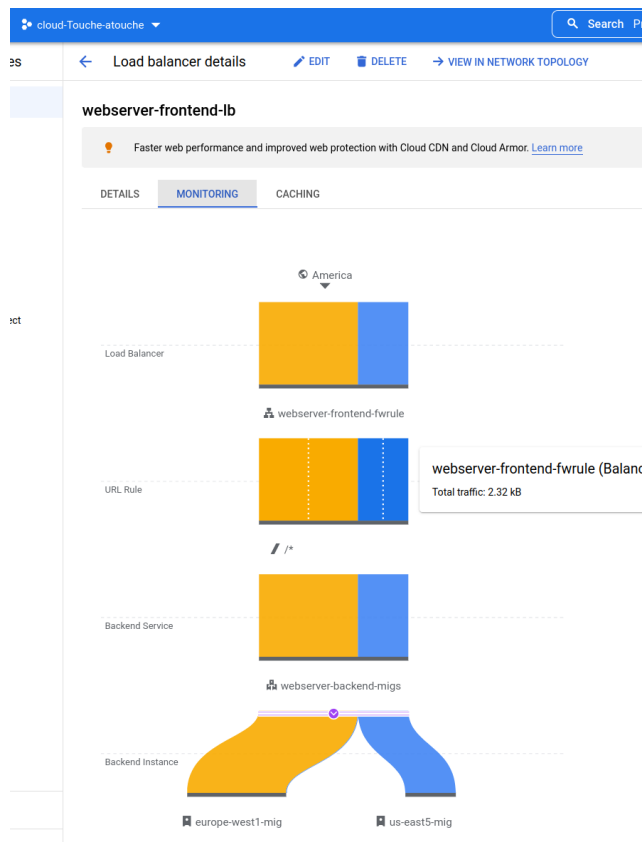 cloud-Touche-atouche
Search Pr
es
Load balancer details
EDIT
DELETE
VIEW IN NETWORK TOPOLOGY
webserver-frontend-lb
Faster web performance and improved web protection with Cloud CDN and Cloud Armor. Learn more
DETAILS
MONITORING
CACHING
America
ect
Load Balancer
webserver-frontend-fwrule
webserver-frontend-fwrule (Balanc
URL Rule
Total traffic: 2.32 kB
/*
Backend Service
webserver-backend-migs
Backend Instance
europe-west1-mig
us-east5-mig